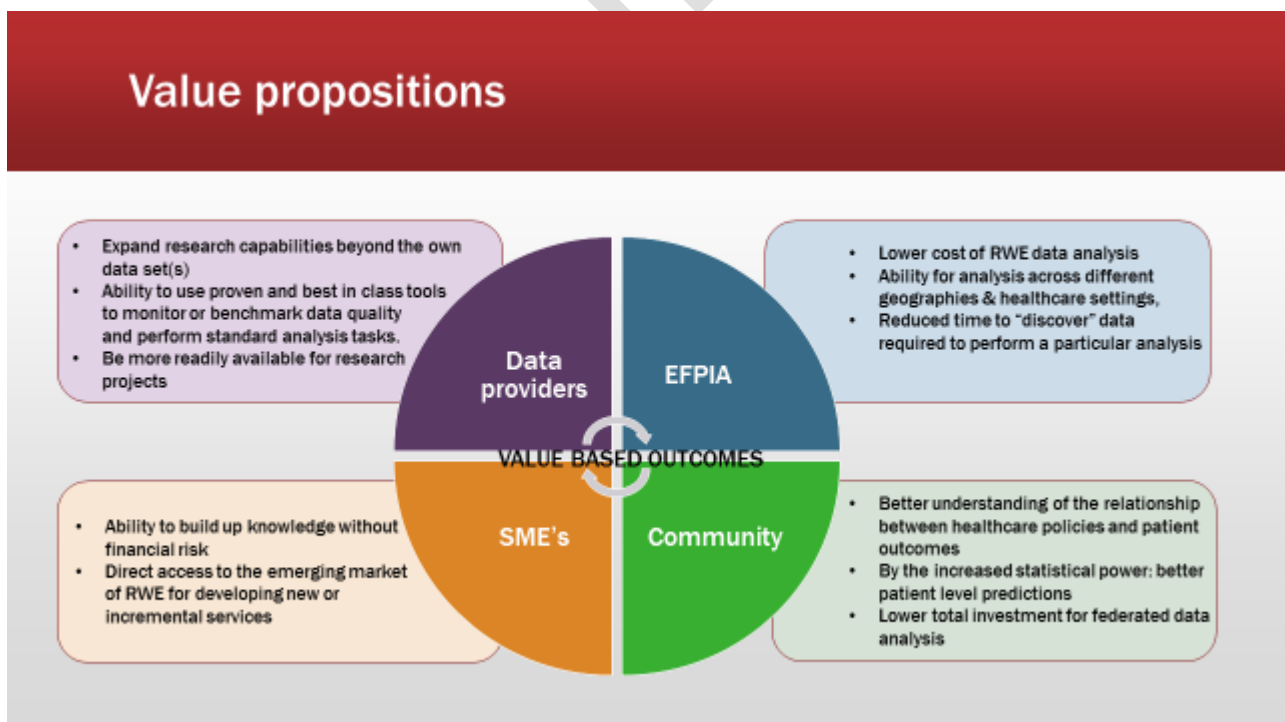 Value propositions
• Expand research capabilities beyond the own
data set(s)
• Ability to use proven and best in class tools
to monitor or benchmark data quality
and perform standard analysis tasks.
• Be more readily available for research
projects
• Lower cost of RWE data analysis
• Ability for analysis across different
geographies & healthcare settings,
• Reduced time to “discover” data
required to perform a particular analysis
Data
providers
EFPIA
VALUE BASED OUTCOMES
SME's
Community
• Ability to build up knowledge without
financial risk
• Direct access to the emerging market
of RWE for developing new or
incremental services
• Better understanding of the relationship
between healthcare policies and patient
outcomes
• By the increased statistical power: better
patient level predictions
• Lower total investment for federated data
analysis